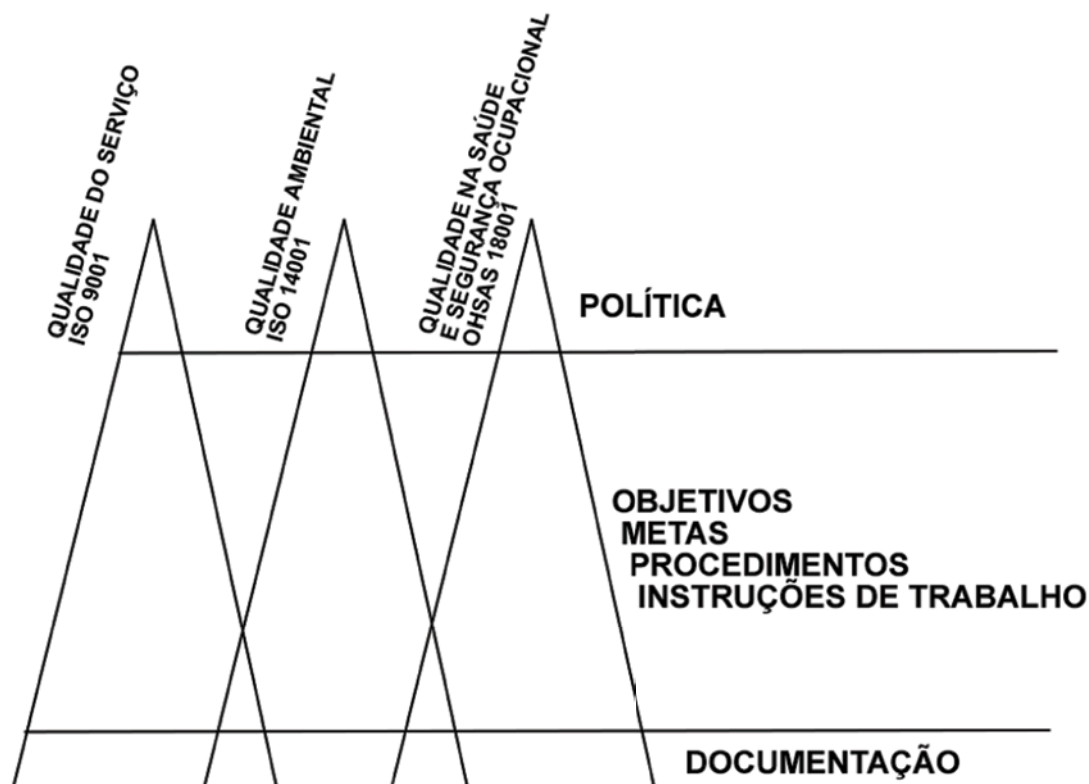 QUALIDADE DO SERVIÇO
ISO 9001
QUALIDADE AMBIENTAL
ISO 14001
QUALIDADE NA SAÚDE
E SEGURANÇA OCUPACIONAL
OHSAS 18001
POLÍTICA
OBJETIVOS
METAS
PROCEDIMENTOS
INSTRUÇÕES DE TRABALHO
DOCUMENTAÇÃO